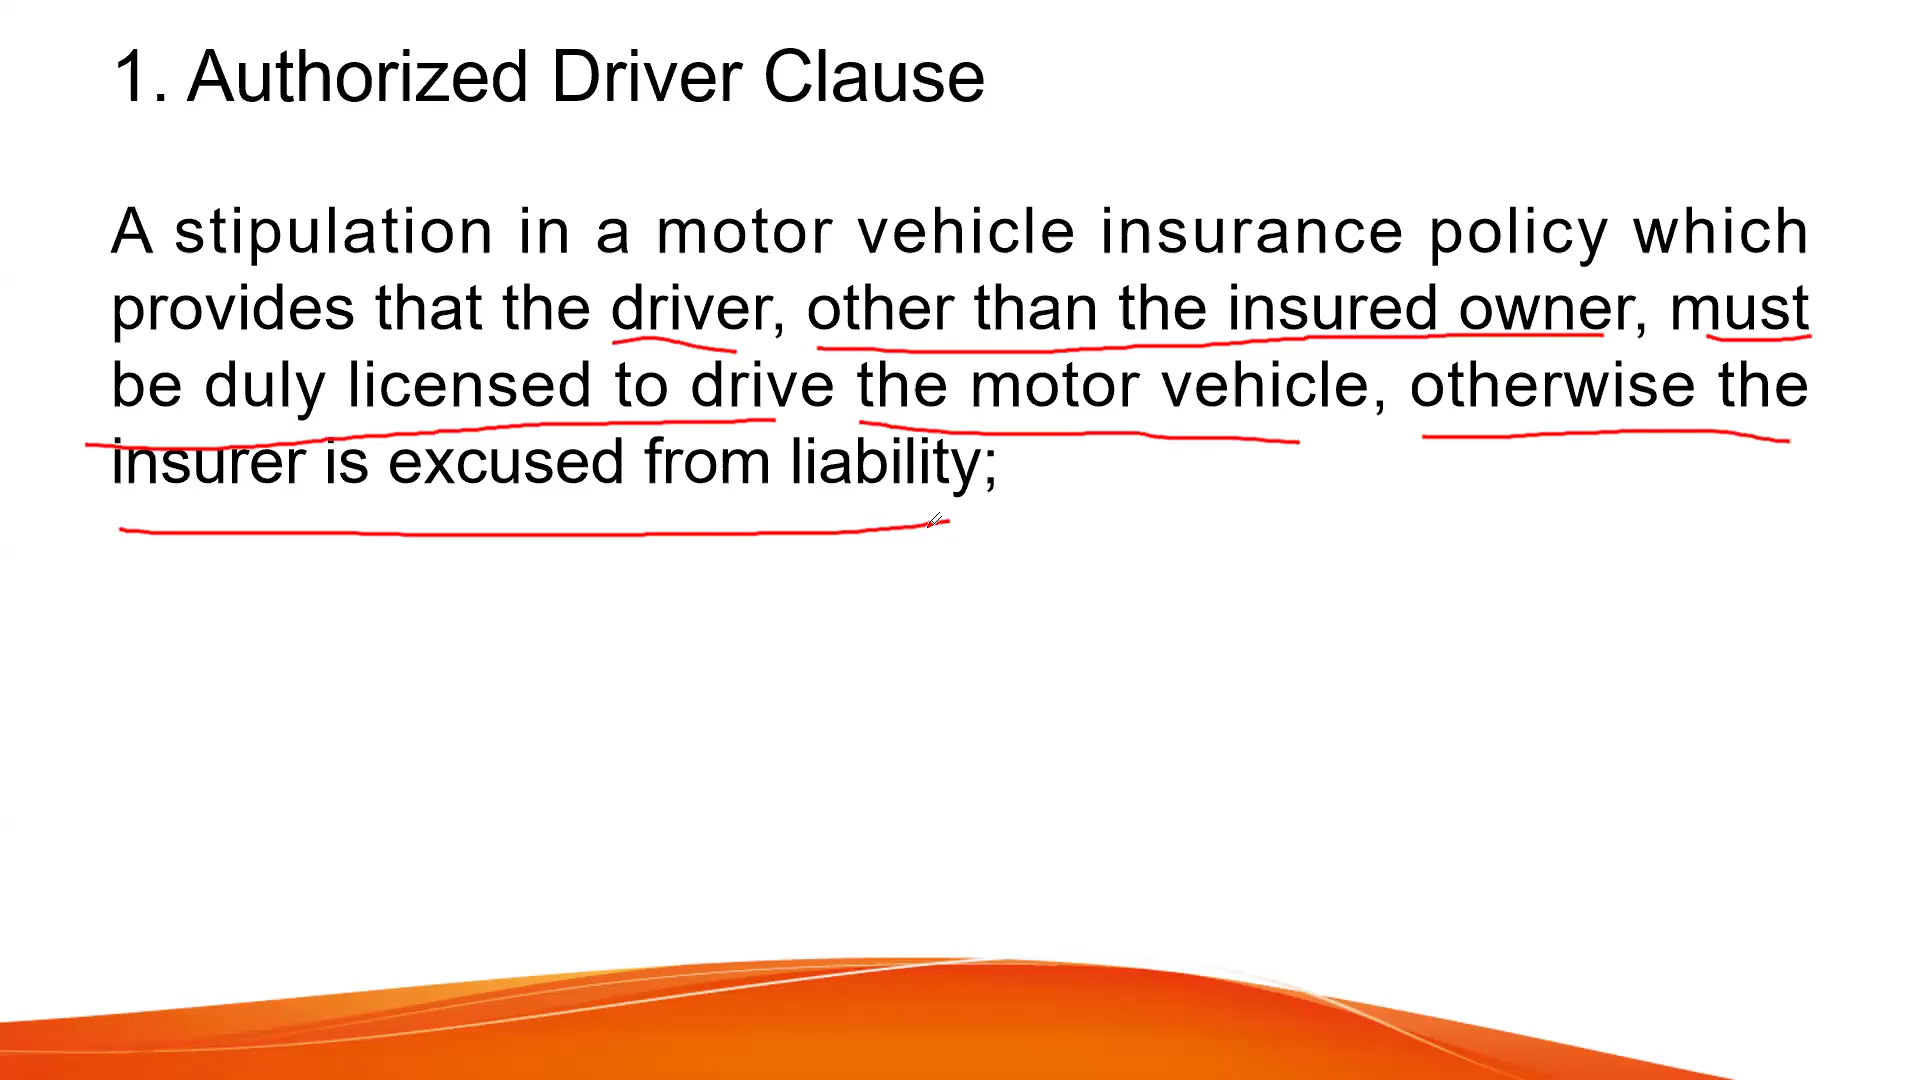 1. Authorized Driver Clause
A stipulation in a motor vehicle insurance policy which
provides that the driver, other than the insured owner, must
be duly licensed to drive the motor vehicle, otherwise the
insurer is excused from liability;